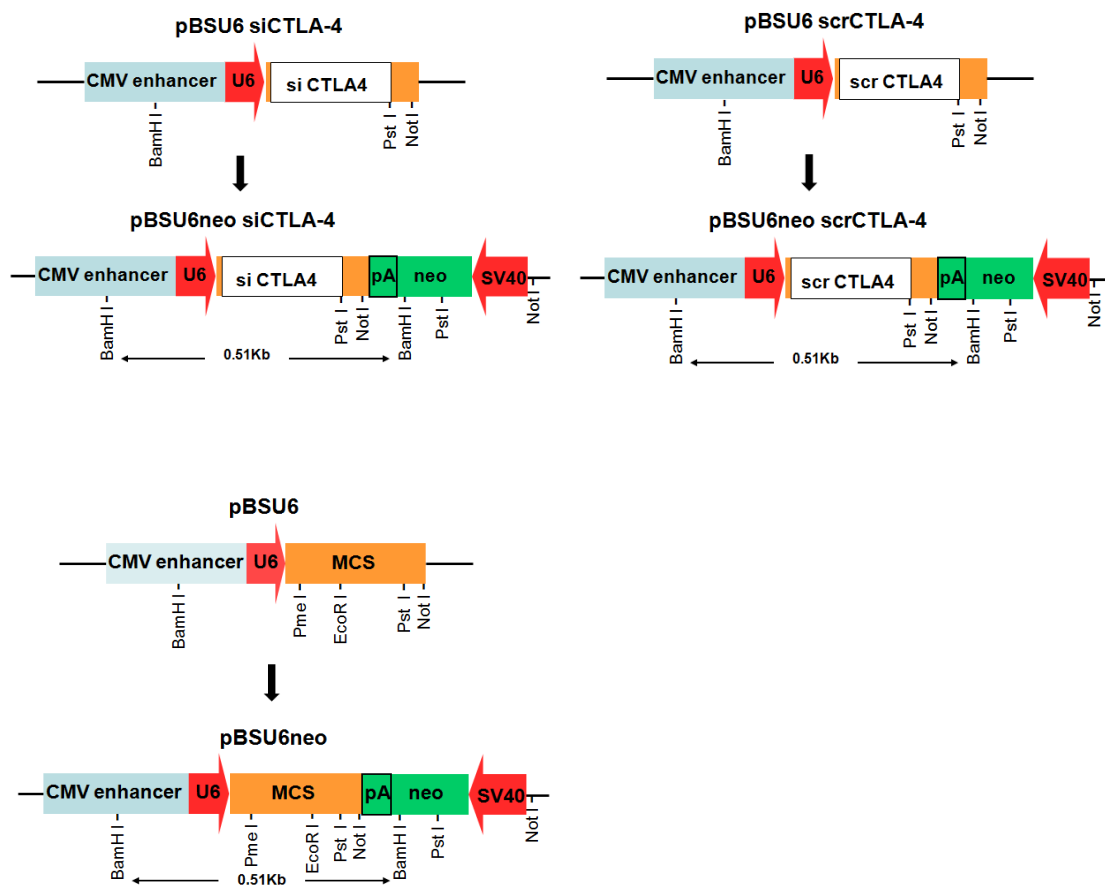 pBSU6 siCTLA-4
CMV enhancer U6 si CTLA4
BamH I Pst I Not I
pBSU6neo siCTLA-4
CMV enhancer U6 si CTLA4 pA neo SV40
BamH I Pst I Not I BamH I Pst I Not I
0.51Kb
pBSU6 scrCTLA-4
CMV enhancer U6 scr CTLA4
BamH I Pst I Not I
pBSU6neo scrCTLA-4
CMV enhancer U6 scr CTLA4 pA neo SV40
BamH I Pst I Not I BamH I Pst I Not I
0.51Kb
pBSU6
CMV enhancer U6 MCS
BamH I Pme I EcoR I Pst I Not I
pBSU6neo
CMV enhancer U6 MCS pA neo SV40
BamH I Pme I EcoR I Pst I Not I BamH I Pst I Not I
0.51Kb